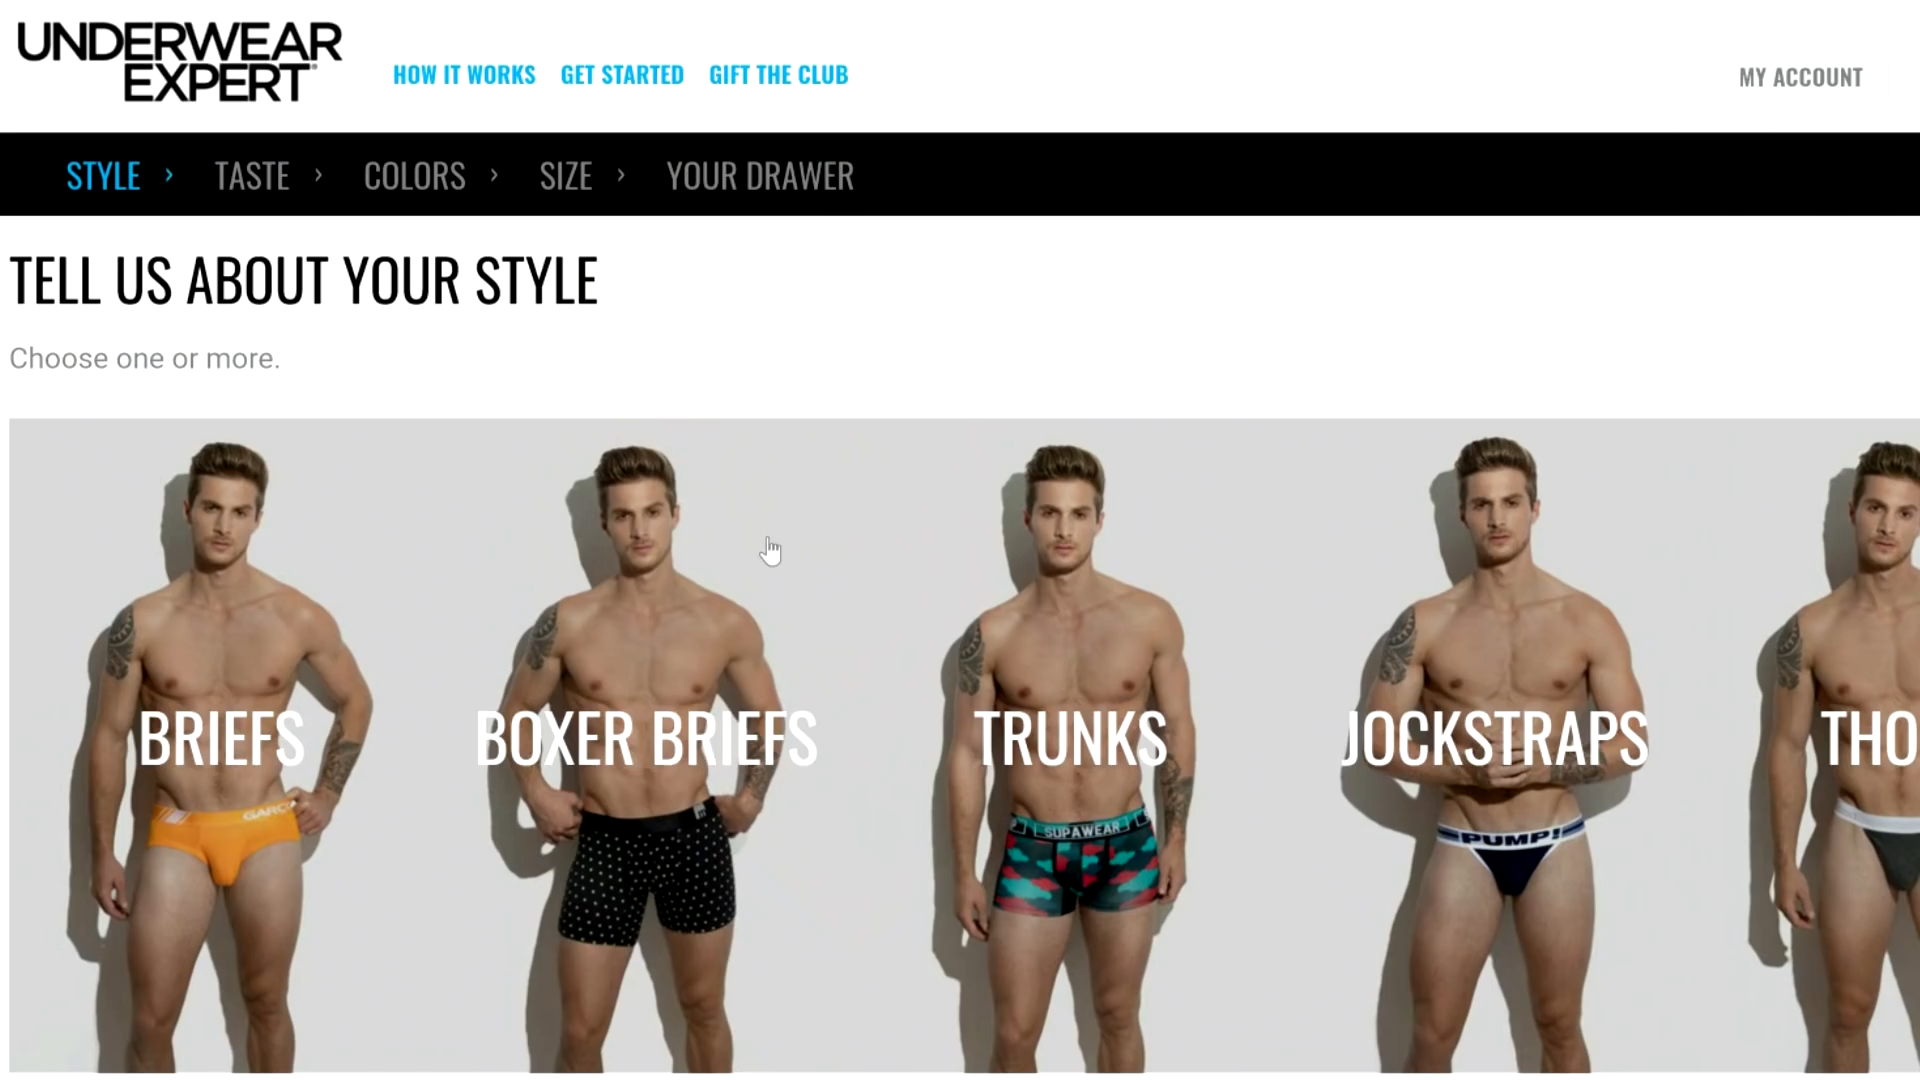 UNDERWEAR
EXPERT
HOW IT WORKS GET STARTED GIFT THE CLUB
MY ACCOUNT
STYLE › TASTE › COLORS › SIZE › YOUR DRAWER
TELL US ABOUT YOUR STYLE
Choose one or more.
BRIEFS BOXER BRIEFS TRUNKS JOCKSTRAPS THO
SUPAWEAR
PUMP!